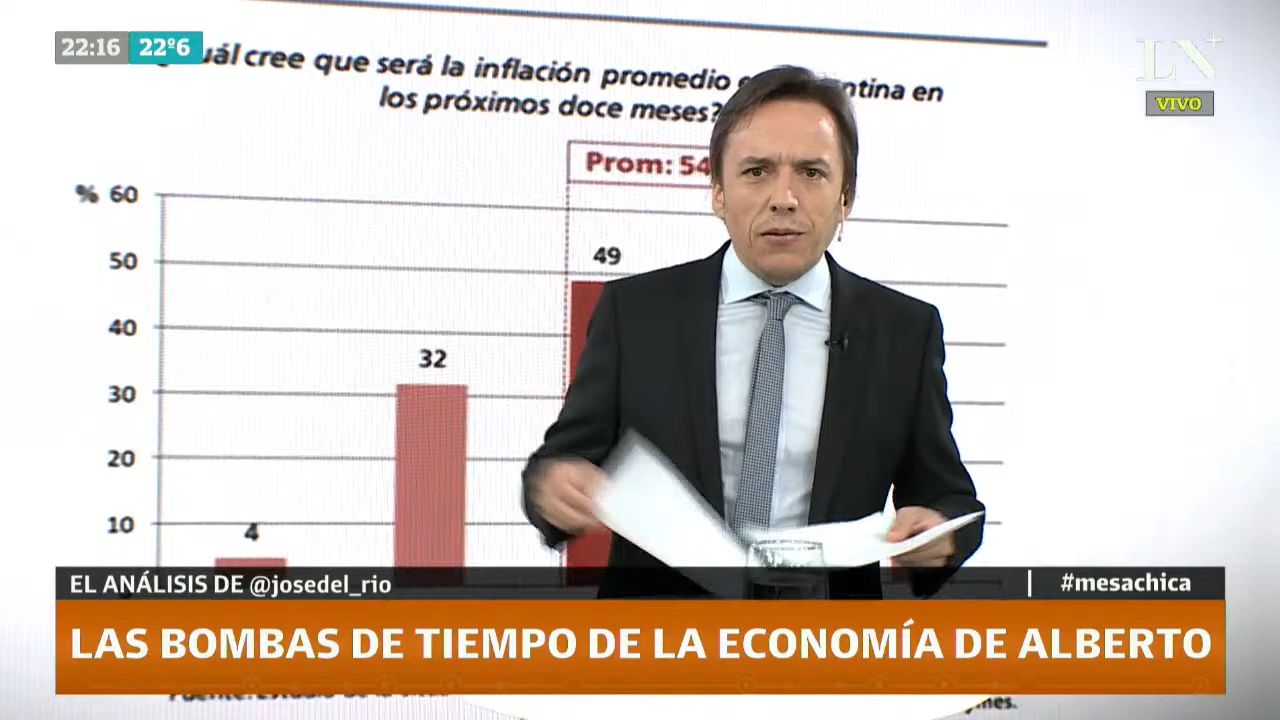 22:16 22º6
LN+
VIVO
cree que será la inflación promedio
los próximos doce meses?
Prom: 54
% 60
50
40
30
20
10
49
32
4
EL ANÁLISIS DE @josedel_rio | #mesachica
LAS BOMBAS DE TIEMPO DE LA ECONOMÍA DE ALBERTO